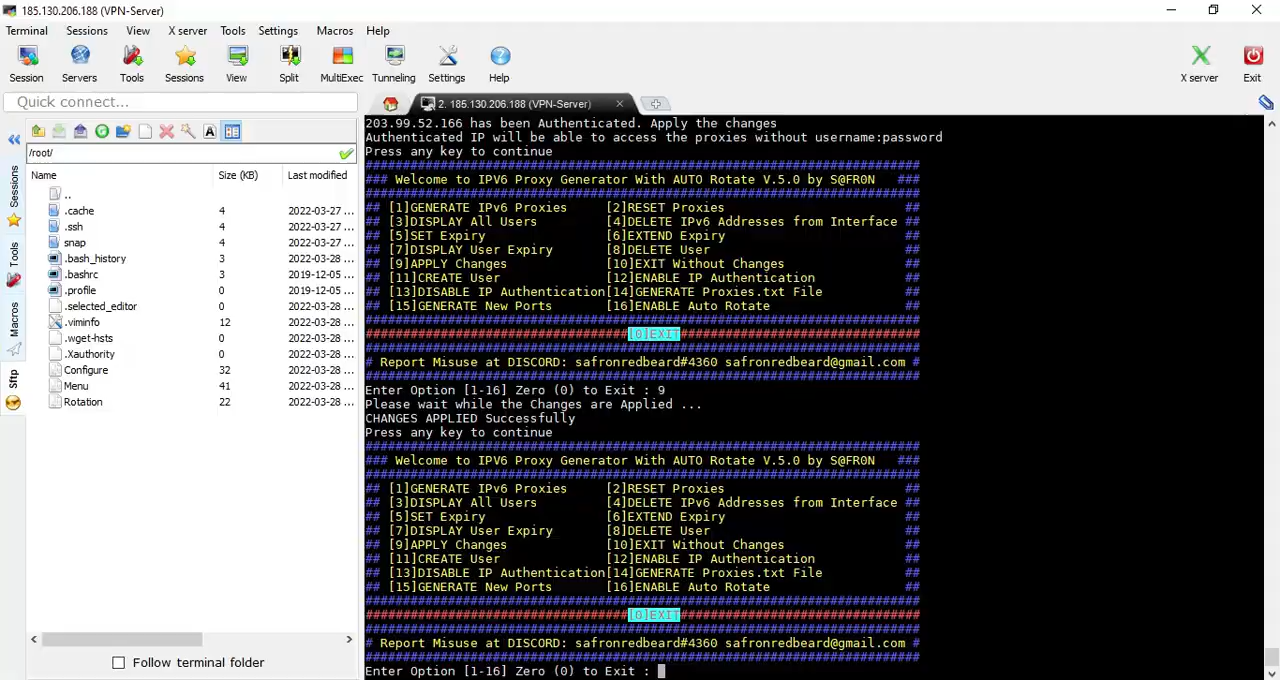 185.130.206.188 (VPN-Server)
Terminal Sessions View X server Tools Settings Macros Help
Session Servers Tools Sessions View Split MultiExec Tunneling Settings Help X server Exit
Quick connect...
2. 185.130.206.188 (VPN-Server)
/root/
Name Size (KB) Last modified
..
.cache 4 2022-03-27 ...
.ssh 4 2022-03-27 ...
snap 4 2022-03-27 ...
.bash_history 3 2022-03-28 ...
.bashrc 3 2019-12-05 ...
.profile 0 2019-12-05 ...
.selected_editor 0 2022-03-28 ...
.viminfo 12 2022-03-28 ...
.wget-hsts 0 2022-03-28 ...
.Xauthority 0 2022-03-28 ...
Configure 32 2022-03-28 ...
Menu 41 2022-03-28 ...
Rotation 22 2022-03-28 ...
Follow terminal folder
Sessions
Tools
Macros
Sftp
203.99.52.166 has been Authenticated. Apply the changes
Authenticated IP will be able to access the proxies without username:password
Press any key to continue
##########################################################################
### Welcome to IPV6 Proxy Generator With AUTO Rotate V.5.0 by S@FR0N ###
##########################################################################
## [1]GENERATE IPv6 Proxies [2]RESET Proxies ##
## [3]DISPLAY All Users [4]DELETE IPv6 Addresses from Interface ##
## [5]SET Expiry [6]EXTEND Expiry ##
## [7]DISPLAY User Expiry [8]DELETE User ##
## [9]APPLY Changes [10]EXIT Without Changes ##
## [11]CREATE User [12]ENABLE IP Authentication ##
## [13]DISABLE IP Authentication[14]GENERATE Proxies.txt File ##
## [15]GENERATE New Ports [16]ENABLE Auto Rotate ##
##########################################################################
###################################[0]EXIT################################
##########################################################################
# Report Misuse at DISCORD: safronredbeard#4360 safronredbeard@gmail.com #
##########################################################################
Enter Option [1-16] Zero (0) to Exit : 9
Please wait while the Changes are Applied ...
CHANGES APPLIED Successfully
Press any key to continue
##########################################################################
### Welcome to IPV6 Proxy Generator With AUTO Rotate V.5.0 by S@FR0N ###
##########################################################################
## [1]GENERATE IPv6 Proxies [2]RESET Proxies ##
## [3]DISPLAY All Users [4]DELETE IPv6 Addresses from Interface ##
## [5]SET Expiry [6]EXTEND Expiry ##
## [7]DISPLAY User Expiry [8]DELETE User ##
## [9]APPLY Changes [10]EXIT Without Changes ##
## [11]CREATE User [12]ENABLE IP Authentication ##
## [13]DISABLE IP Authentication[14]GENERATE Proxies.txt File ##
## [15]GENERATE New Ports [16]ENABLE Auto Rotate ##
##########################################################################
###################################[0]EXIT################################
##########################################################################
# Report Misuse at DISCORD: safronredbeard#4360 safronredbeard@gmail.com #
##########################################################################
Enter Option [1-16] Zero (0) to Exit :